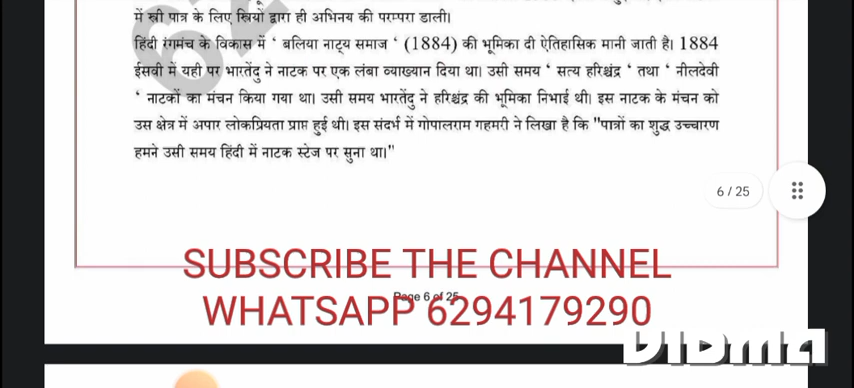 में स्त्री पात्र के लिए स्त्रियों द्वारा ही अभिनय की परम्परा डाली।
हिंदी रंगमंच के विकास में ‘ बलिया नाट्य समाज ‘ (1884) की भूमिका दी ऐतिहासिक मानी जाती है। 1884
ईसवी में यही पर भारतेंदु ने नाटक पर एक लंबा व्याख्यान दिया था। उसी समय ‘ सत्य हरिश्चंद्र ‘ तथा ‘ नीलदेवी
‘ नाटकों का मंचन किया गया था। उसी समय भारतेंदु ने हरिश्चंद्र की भूमिका निभाई थी। इस नाटक के मंचन को
उस क्षेत्र में अपार लोकप्रियता प्राप्त हुई थी। इस संदर्भ में गोपालराम गहमरी ने लिखा है कि "पात्रों का शुद्ध उच्चारण
हमने उसी समय हिंदी में नाटक स्टेज पर सुना था।"
6 / 25
SUBSCRIBE THE CHANNEL
Page 6 of 25
WHATSAPP 6294179290